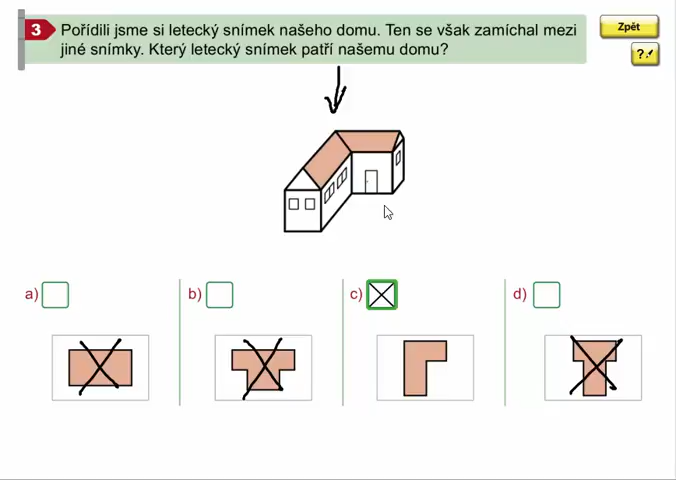 3 Pořídili jsme si letecký snímek našeho domu. Ten se však zamíchal mezi
jiné snímky. Který letecký snímek patří našemu domu?
Zpět
?
a)
b)
c)
d)